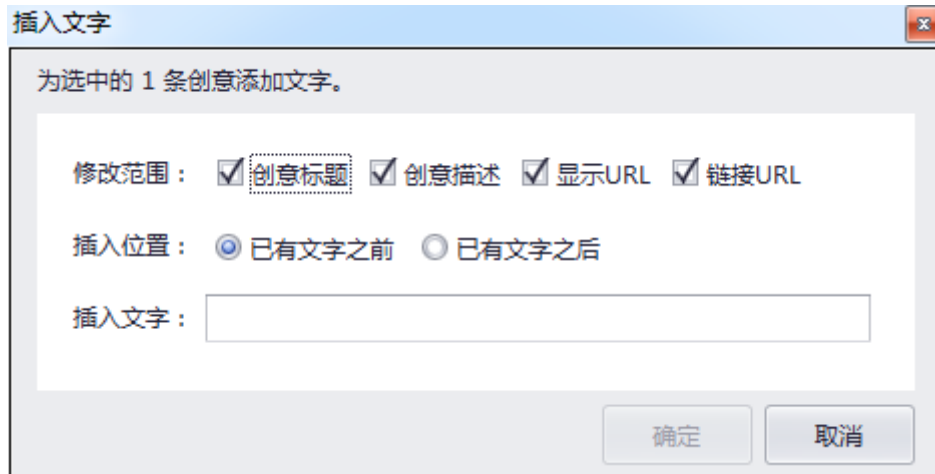 插入文字
为选中的 1 条创意添加文字。
修改范围： 创意标题 创意描述 显示URL 链接URL
插入位置： 已有文字之前 已有文字之后
插入文字：
确定 取消